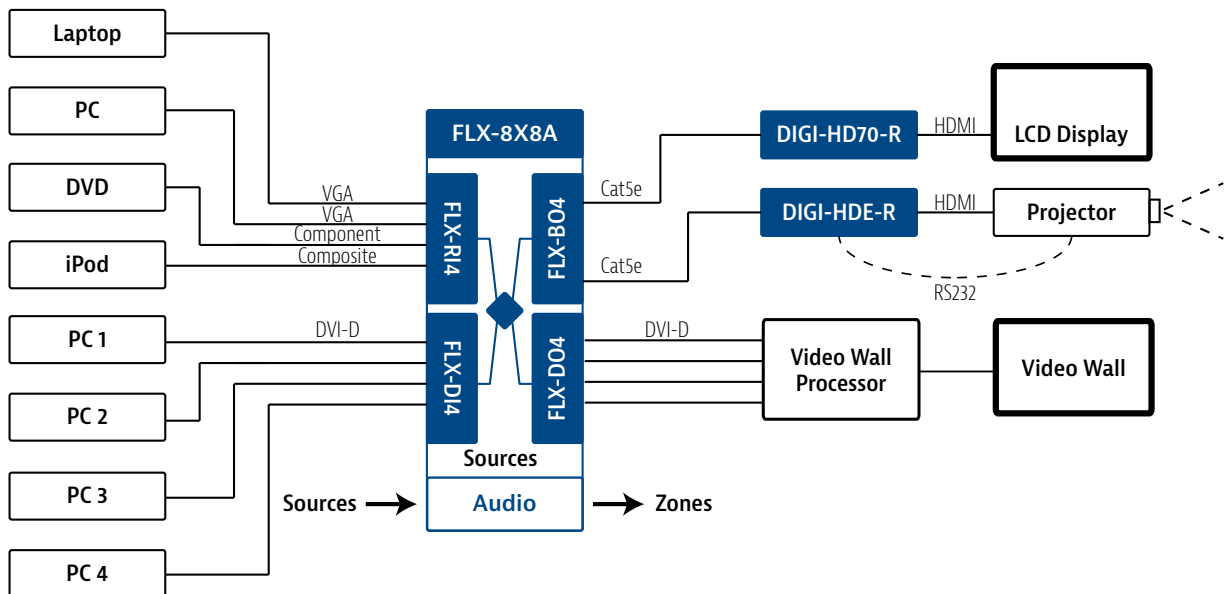 Laptop
PC
DVD
iPod
PC 1
PC 2
PC 3
PC 4
VGA
VGA
Component
Composite
DVI-D
FLX-8X8A
FLX-RI4
FLX-BO4
FLX-DI4
FLX-DO4
Sources
Sources
Audio
Zones
Cat5e
Cat5e
DVI-D
DIGI-HD70-R
HDMI
LCD Display
DIGI-HDE-R
HDMI
Projector
RS232
Video Wall
Processor
Video Wall